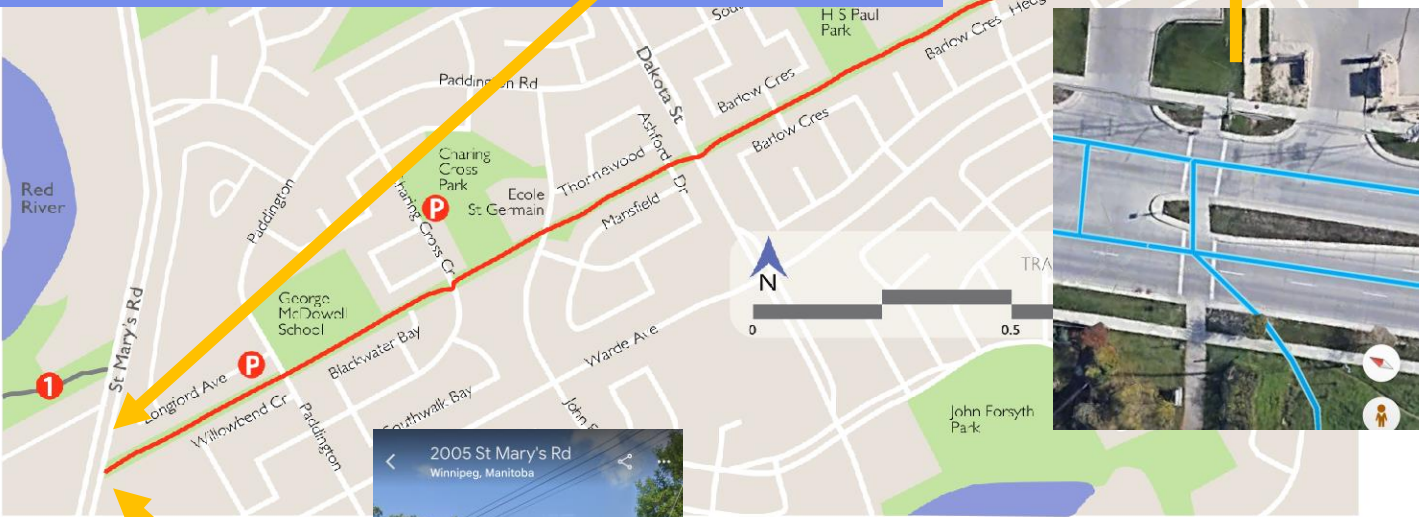 H S Paul
Park
Barlow Cres
Dakota St
Paddington Rd
Barlow Cres
Ashford Dr
Barlow Cres
Charing
Cross
Park
Thornewood
Red
River
Paddington
Charing Cross Cr
P
Ecole
St Germain
Mansfield
N
TRA
0
0.5
George
McDowell
School
St Mary's Rd
Warde Ave
Blackwater Bay
P
1
Longford Ave
Willowbend Cr
Paddington
Southwalk Bay
John Forsyth
Park
2005 St Mary's Rd
Winnipeg, Manitoba